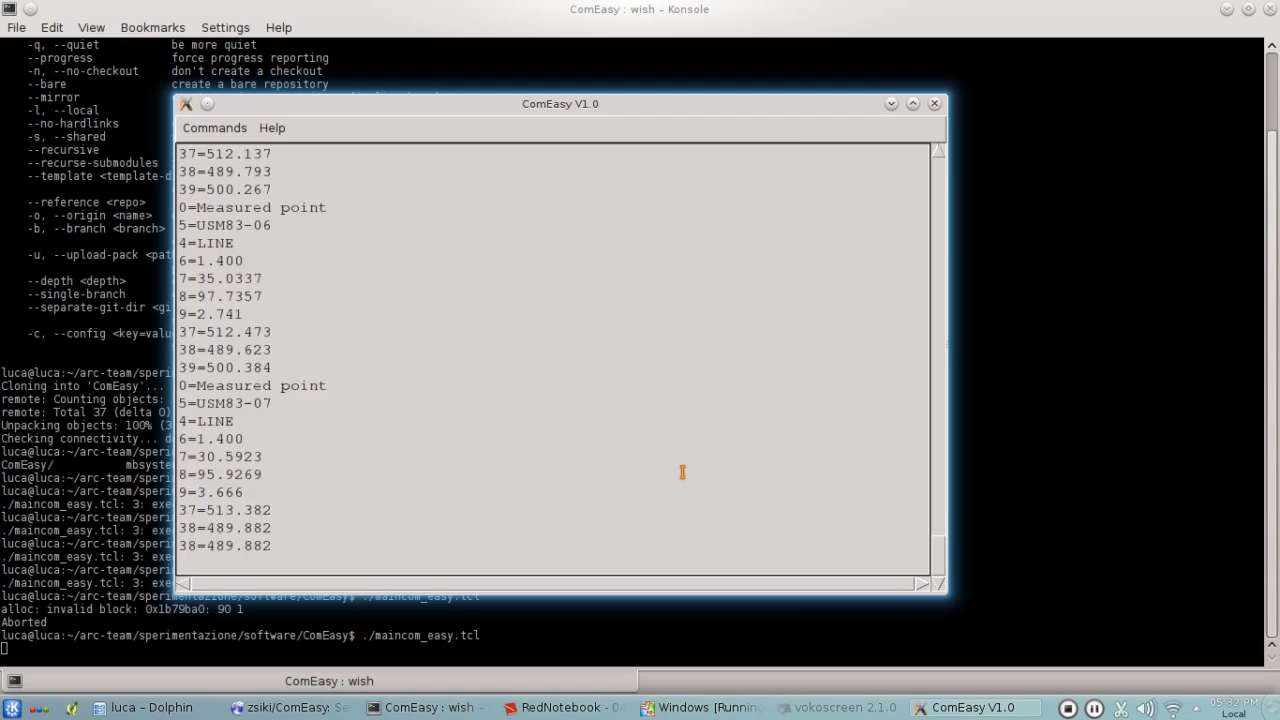 ComEasy : wish – Konsole
File Edit View Bookmarks Settings Help
-q, --quiet be more quiet
--progress force progress reporting
-n, --no-checkout don't create a checkout
--bare create a bare repository
--mirror
-l, --local
--no-hardlinks
-s, --shared
--recursive
--recurse-submodules
--template <template-d
--reference <repo>
-o, --origin <name>
-b, --branch <branch>
-u, --upload-pack <pat
--depth <depth>
--single-branch
--separate-git-dir <gi
-c, --config <key=valu
luca@luca:~/arc-team/speri
Cloning into 'ComEasy'...
remote: Counting objects:
remote: Total 37 (delta 0)
Unpacking objects: 100% (3
Checking connectivity... d
luca@luca:~/arc-team/speri
ComEasy/ mbsystem
luca@luca:~/arc-team/speri
luca@luca:~/arc-team/speri
./maincom_easy.tcl: 3: exe
luca@luca:~/arc-team/speri
./maincom_easy.tcl: 3: exe
luca@luca:~/arc-team/speri
./maincom_easy.tcl: 3: exe
luca@luca:~/arc-team/speri
./maincom_easy.tcl: 3: exe
luca@luca:~/arc-team/sperimentazione/software/ComEasy$ ./maincom_easy.tcl
alloc: invalid block: 0x1b79ba0: 90 1
Aborted
luca@luca:~/arc-team/sperimentazione/software/ComEasy$ ./maincom_easy.tcl
ComEasy V1.0
Commands Help
37=512.137
38=489.793
39=500.267
0=Measured point
5=USM83-06
4=LINE
6=1.400
7=35.0337
8=97.7357
9=2.741
37=512.473
38=489.623
39=500.384
0=Measured point
5=USM83-07
4=LINE
6=1.400
7=30.5923
8=95.9269
9=3.666
37=513.382
38=489.882
38=489.882
ComEasy : wish
luca – Dolphin
zsiki/ComEasy: Se
ComEasy : wish –
RedNotebook - 04
Windows [Running
vokoscreen 2.1.0
ComEasy V1.0
05:32 PM
Local